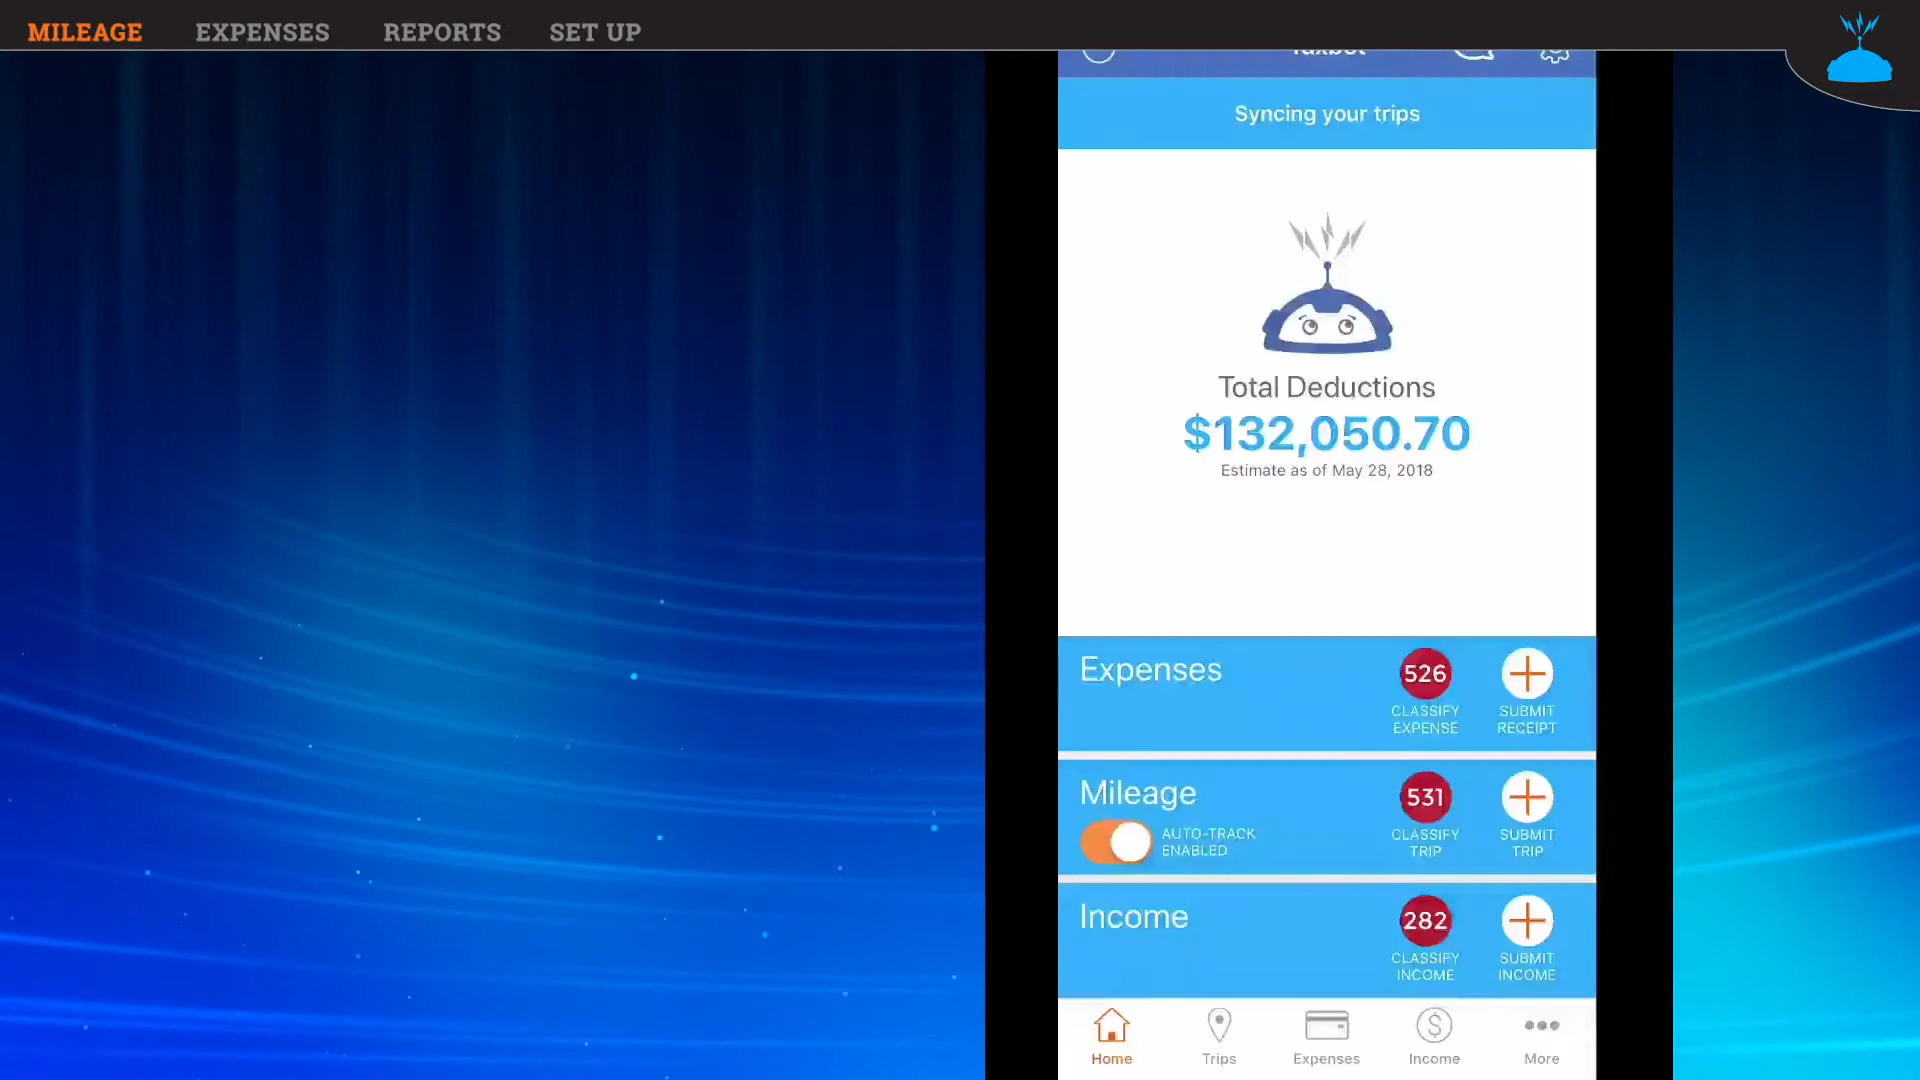 MILEAGE EXPENSES REPORTS SET UP
Taxbot
Syncing your trips
Total Deductions
$132,050.70
Estimate as of May 28, 2018
Expenses
526
CLASSIFY
EXPENSE
SUBMIT
RECEIPT
Mileage
AUTO-TRACK
ENABLED
531
CLASSIFY
TRIP
SUBMIT
TRIP
Income
282
CLASSIFY
INCOME
SUBMIT
INCOME
Home Trips Expenses Income More